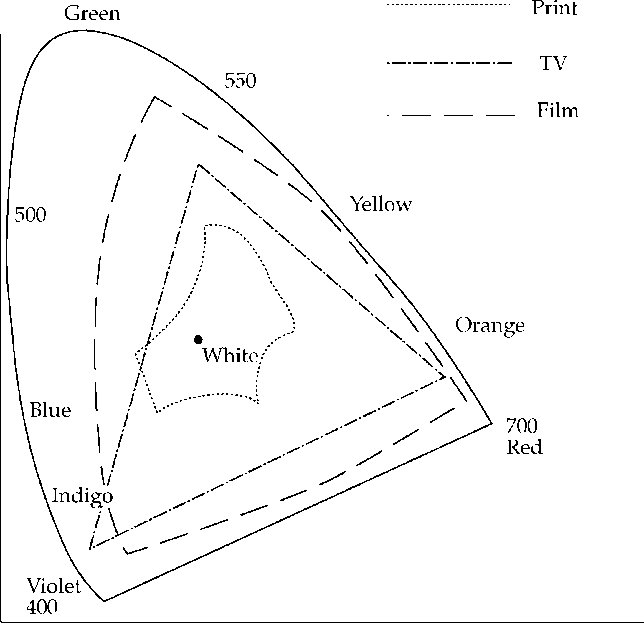 Green
Print
TV
550
Film
Yellow
500
Orange
White
Blue
700
Red
Indigo
Violet
400